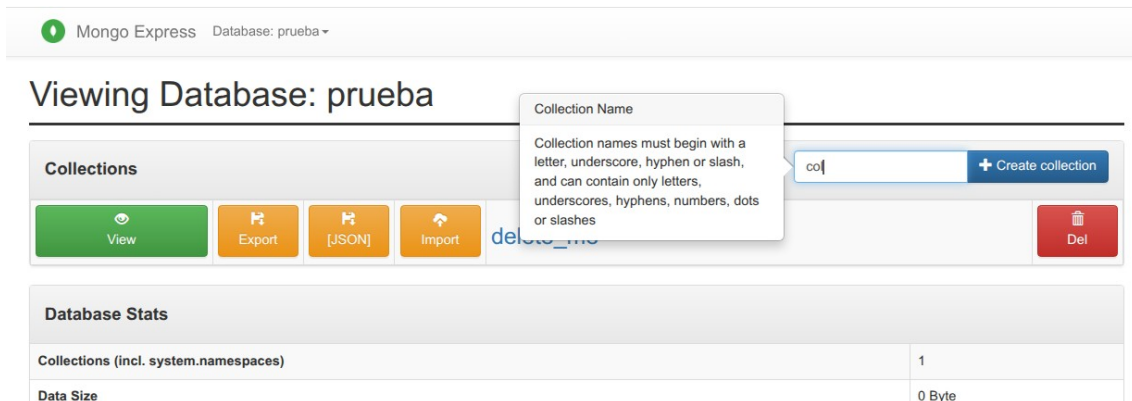 Mongo Express Database: prueba
Viewing Database: prueba
Collection Name
Collection names must begin with a
letter, underscore, hyphen or slash,
and can contain only letters,
underscores, hyphens, numbers, dots
or slashes
Collections
col
Create collection
View
Export
[JSON]
Import
delete_me
Del
Database Stats
Collections (incl. system.namespaces) 1
Data Size 0 Byte